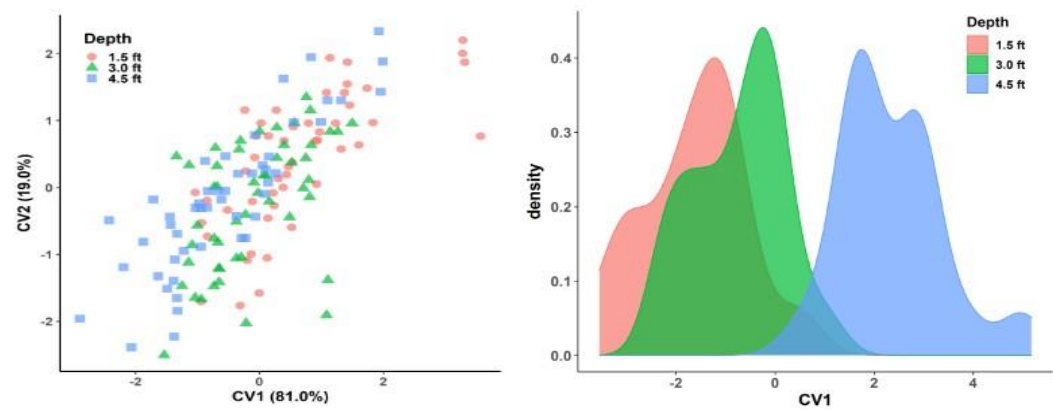 Depth
1.5 ft
3.0 ft
4.5 ft
2
1
0
-1
-2
CV2 (19.0%)
-2
0
2
CV1 (81.0%)
Depth
1.5 ft
3.0 ft
4.5 ft
0.4
0.3
0.2
0.1
0.0
density
-2
0
2
4
CV1